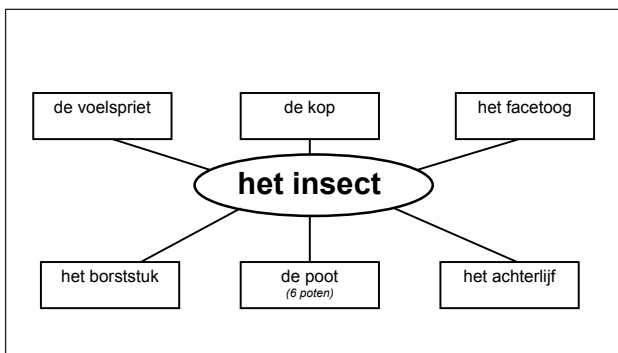 de voelspriet
de kop
het facetoog
het insect
het borststuk
de poot
(6 poten)
het achterlijf